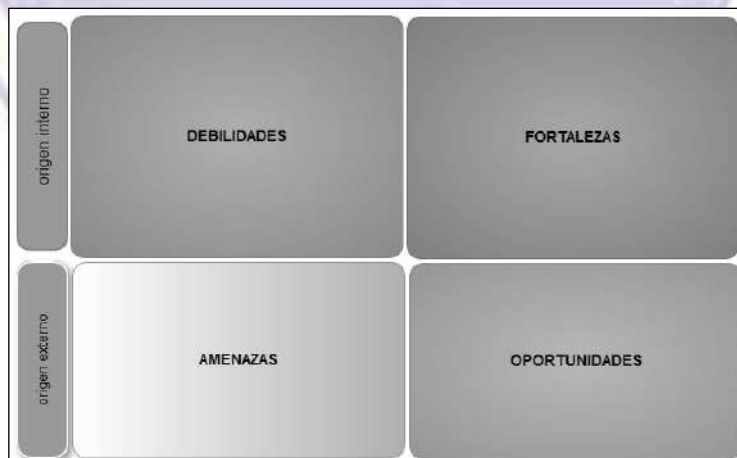 origen interno
DEBILIDADES
FORTALEZAS
origen externo
AMENAZAS
OPORTUNIDADES